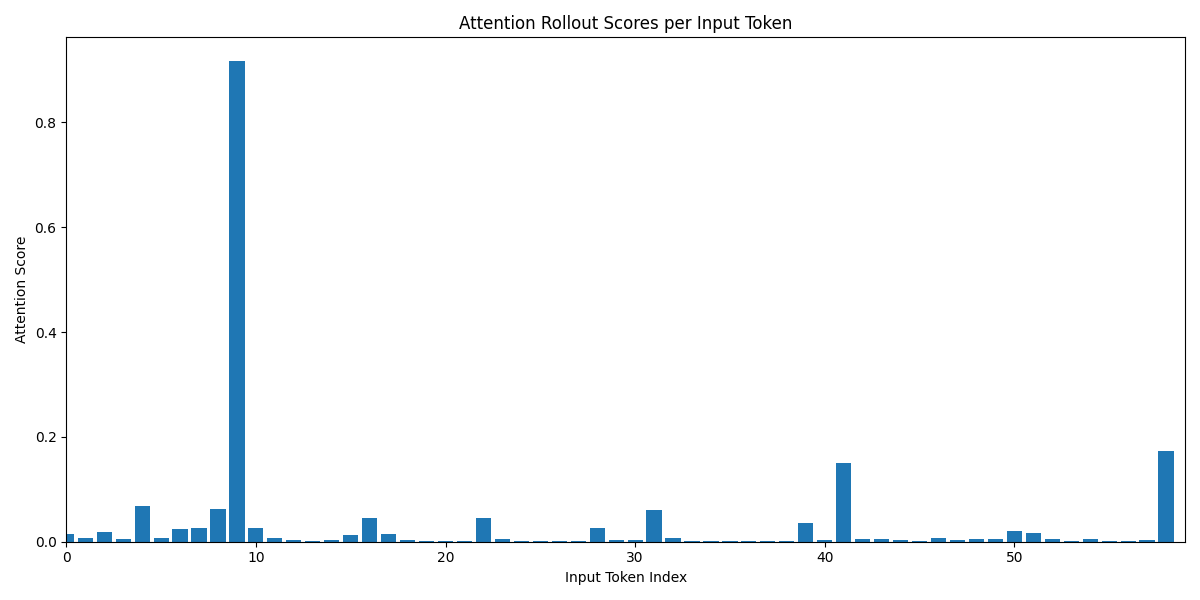 Attention Rollout Scores per Input Token
Attention Score
0.8
0.6
0.4
0.2
0.0
0 10 20 30 40 50
Input Token Index